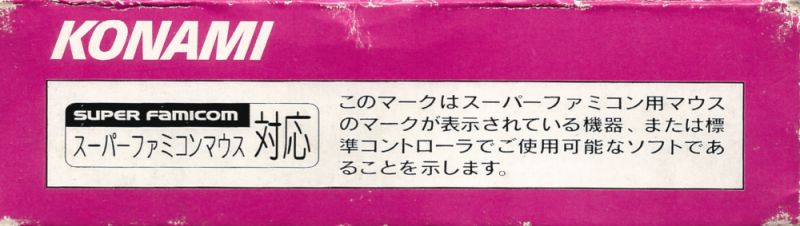 KONAMI
SUPER FAMICOM
スーパーファミコンマウス対応
このマークはスーパーファミコン用マウス
のマークが表示されている機器、または標
準コントローラでご使用可能なソフトであ
ることを示します。